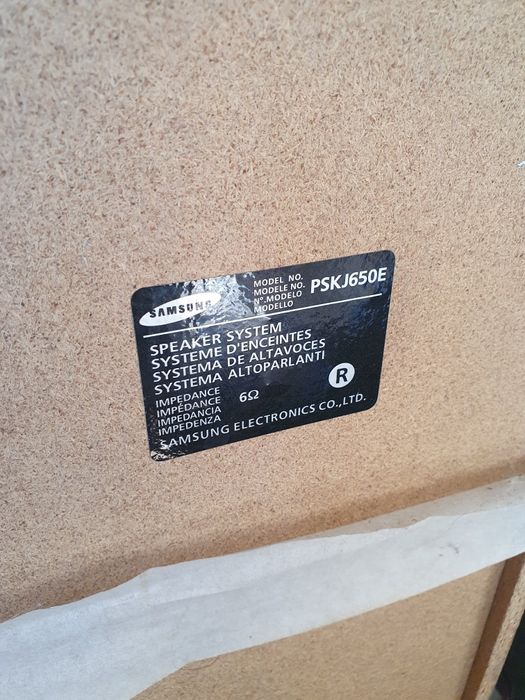 SAMSUNG
MODEL NO.
MODELE NO.
Nº.MODELO
MODELLO
PSKJ650E
SPEAKER SYSTEM
SYSTEME D'ENCEINTES
SYSTEMA DE ALTAVOCES
SYSTEMA ALTOPARLANTI
IMPEDANCE
IMPÉDANCE
IMPEDANCIA
IMPEDENZA
6Ω
R
SAMSUNG ELECTRONICS CO.,LTD.